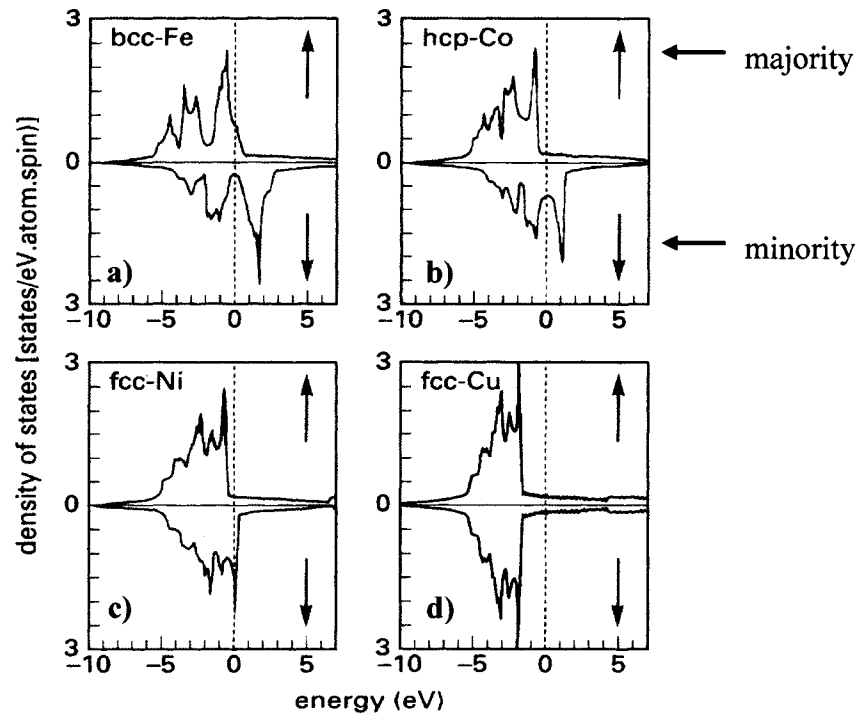 density of states [states/eV.atom.spin)]
3
0
3
bcc-Fe
a)
−10 −5 0 5
3
0
3
hcp-Co
b)
−10 −5 0 5
majority
minority
3
0
3
fcc-Ni
c)
−10 −5 0 5
3
0
3
fcc-Cu
d)
−10 −5 0 5
energy (eV)